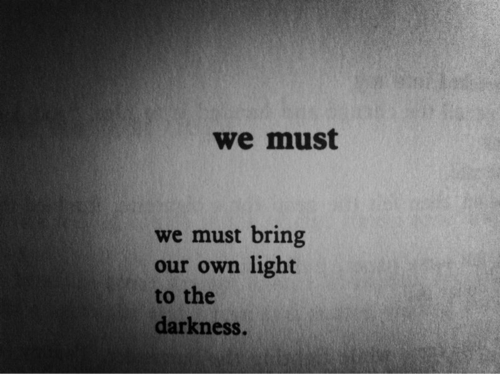 we must
we must bring
our own light
to the
darkness.